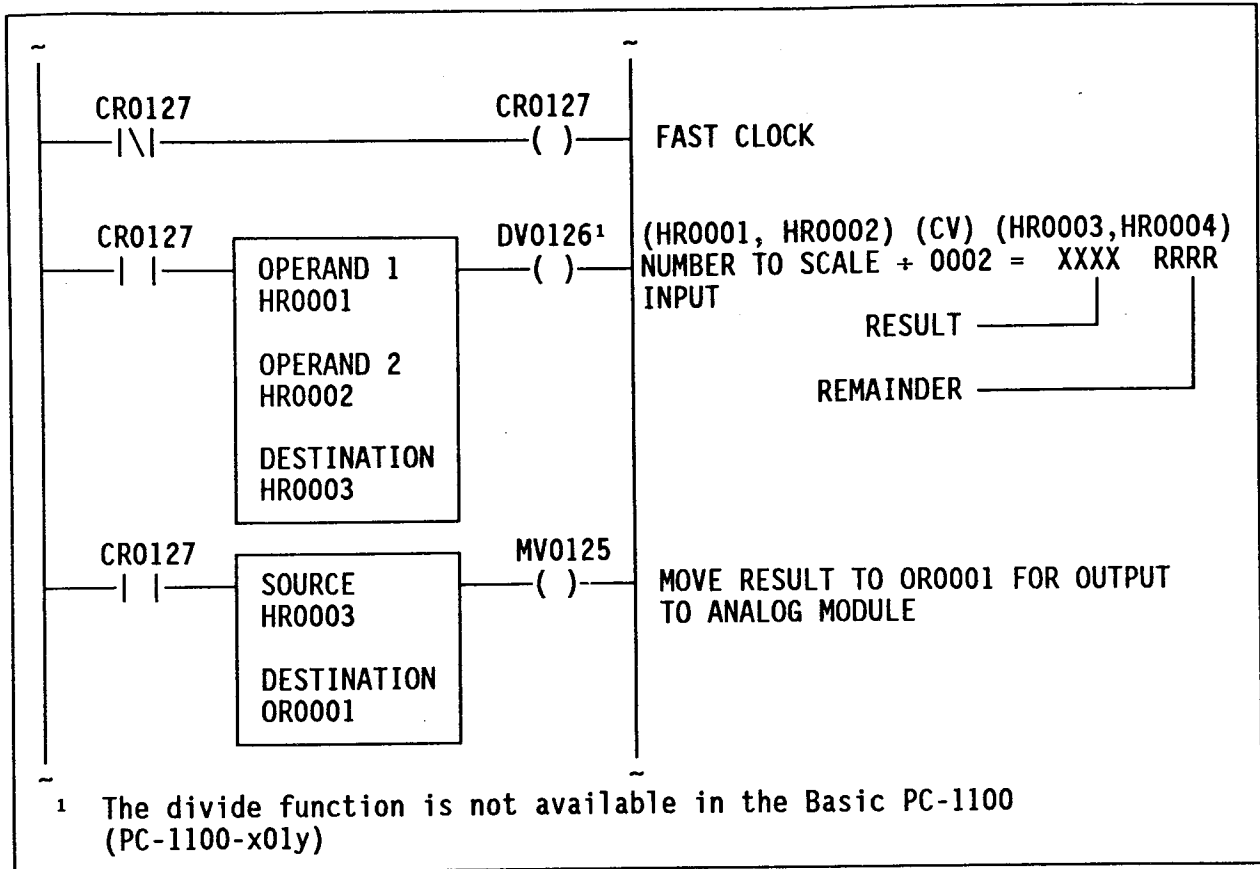 CR0127 CR0127
—|\|— —( )— FAST CLOCK
CR0127 DV0126¹ (HR0001, HR0002) (CV) (HR0003,HR0004)
—| |— OPERAND 1 —( )— NUMBER TO SCALE ÷ 0002 = XXXX RRRR
HR0001 INPUT
RESULT
OPERAND 2
HR0002 REMAINDER
DESTINATION
HR0003
CR0127 MV0125
—| |— SOURCE —( )— MOVE RESULT TO OR0001 FOR OUTPUT
HR0003 TO ANALOG MODULE
DESTINATION
OR0001
¹ The divide function is not available in the Basic PC-1100
(PC-1100-x01y)